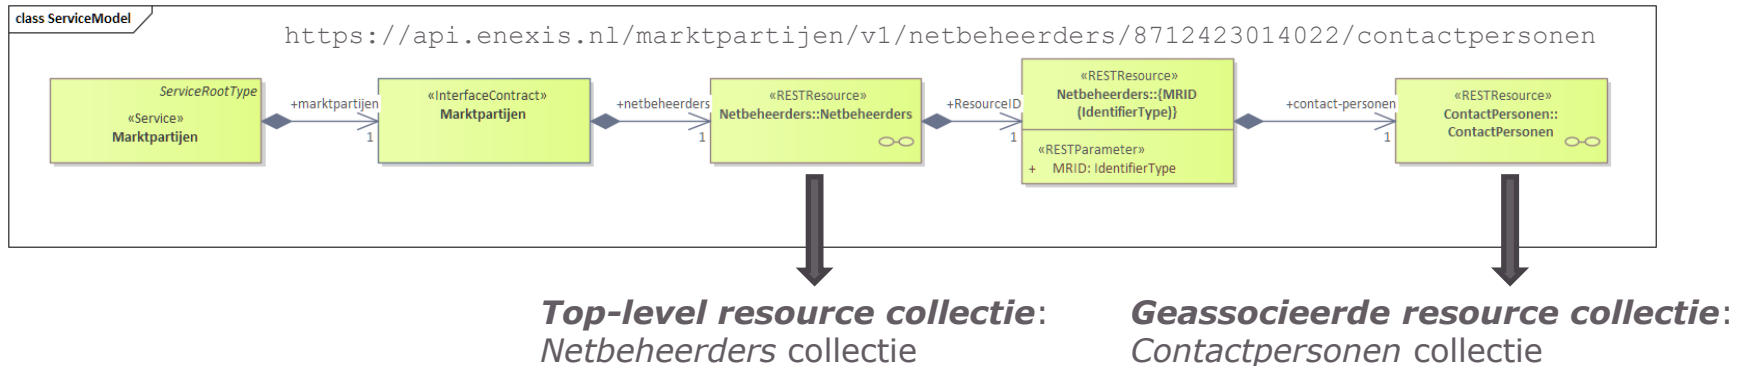 class ServiceModel
https://api.enexis.nl/marktpartijen/v1/netbeheerders/8712423014022/contactpersonen
ServiceRootType
«Service»
Marktpartijen
+marktpartijen
1
«InterfaceContract»
Marktpartijen
+netbeheerders
1
«RESTResource»
Netbeheerders::Netbeheerders
+ResourceID
1
«RESTResource»
Netbeheerders::{MRID
(IdentifierType)}
«RESTParameter»
+ MRID: IdentifierType
+contact-personen
1
«RESTResource»
ContactPersonen::
ContactPersonen
Top-level resource collectie:
Netbeheerders collectie
Geassocieerde resource collectie:
Contactpersonen collectie